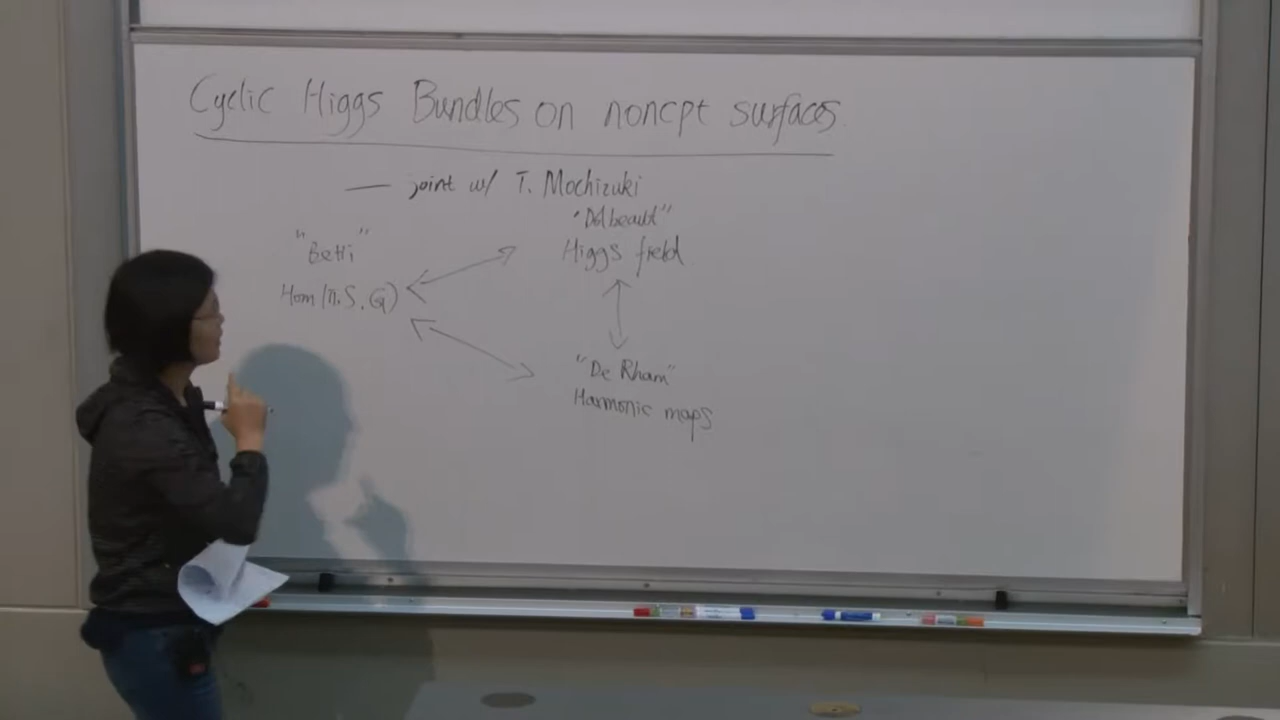 Cyclic Higgs Bundles on noncpt surfaces
— joint w/ T. Mochizuki
"Betti"
Hom(π₁S, G)
"Dolbeault"
Higgs field
"De Rham"
Harmonic maps